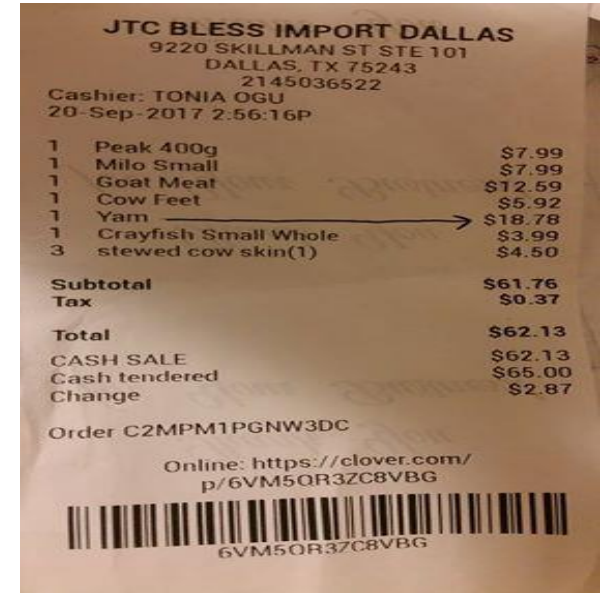 JTC BLESS IMPORT DALLAS
9220 SKILLMAN ST STE 101
DALLAS, TX 75243
2145036522
Cashier: TONIA OGU
20-Sep-2017 2:56:16P
1 Peak 400g $7.99
1 Milo Small $7.99
1 Goat Meat $12.59
1 Cow Feet $5.92
1 Yam $18.78
1 Crayfish Small Whole $3.99
3 stewed cow skin(1) $4.50
Subtotal $61.76
Tax $0.37
Total $62.13
CASH SALE $62.13
Cash tendered $65.00
Change $2.87
Order C2MPM1PGNW3DC
Online: https://clover.com/
p/6VM5QR3ZC8VBG
6VM5QR3ZC8VBG